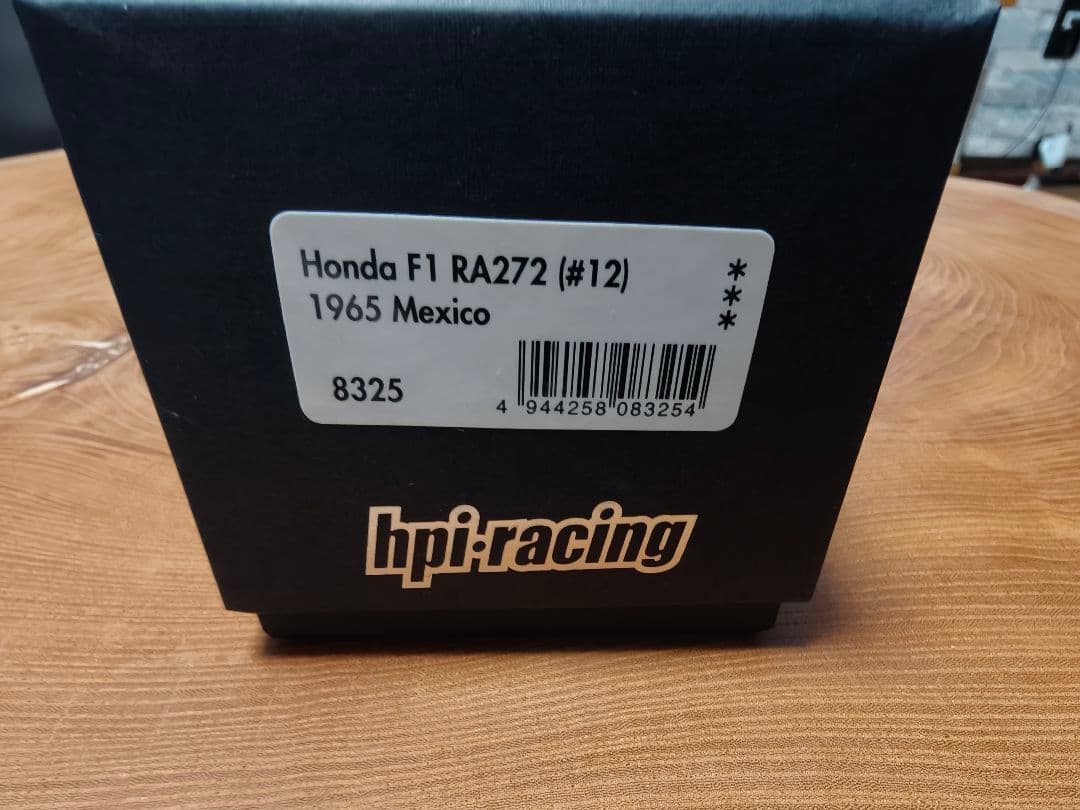 Honda F1 RA272 (#12)
1965 Mexico
***
8325
4 944258 083254
hpi·racing